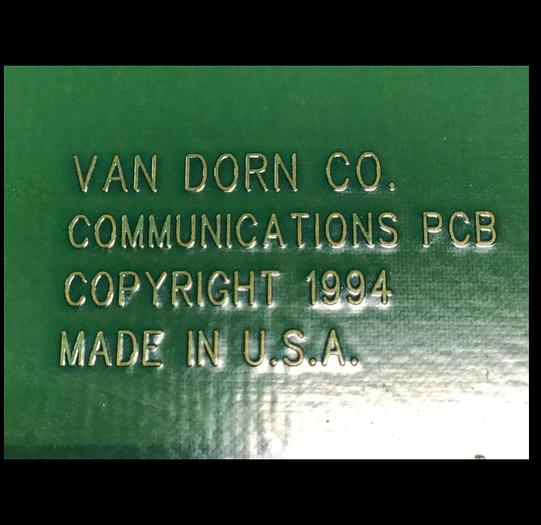 VAN DORN CO.
COMMUNICATIONS PCB
COPYRIGHT 1994
MADE IN U.S.A.